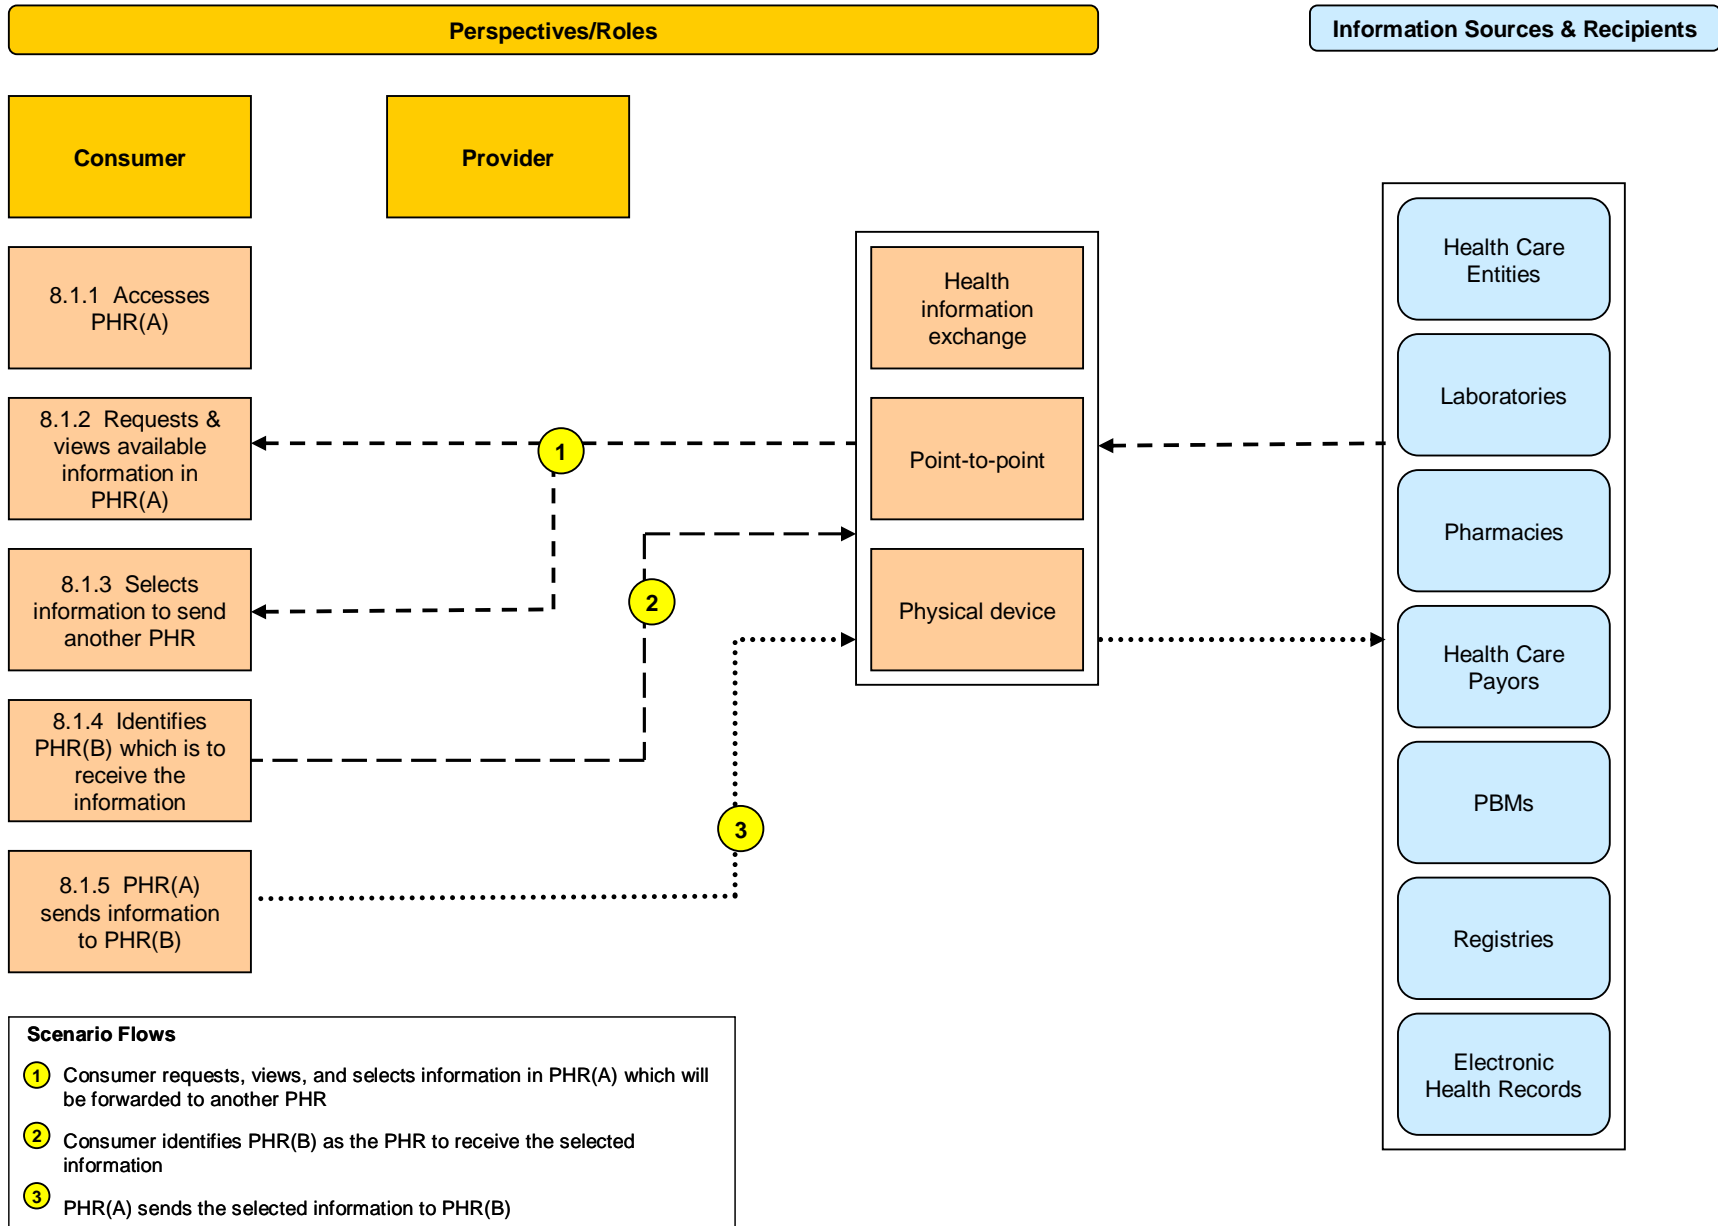 Perspectives/Roles
Information Sources & Recipients
Consumer
Provider
8.1.1 Accesses
PHR(A)
8.1.2 Requests &
views available
information in
PHR(A)
8.1.3 Selects
information to send
another PHR
8.1.4 Identifies
PHR(B) which is to
receive the
information
8.1.5 PHR(A)
sends information
to PHR(B)
1
2
3
Health
information
exchange
Point-to-point
Physical device
Health Care
Entities
Laboratories
Pharmacies
Health Care
Payors
PBMs
Registries
Electronic
Health Records
Scenario Flows
1 Consumer requests, views, and selects information in PHR(A) which will
be forwarded to another PHR
2 Consumer identifies PHR(B) as the PHR to receive the selected
information
3 PHR(A) sends the selected information to PHR(B)